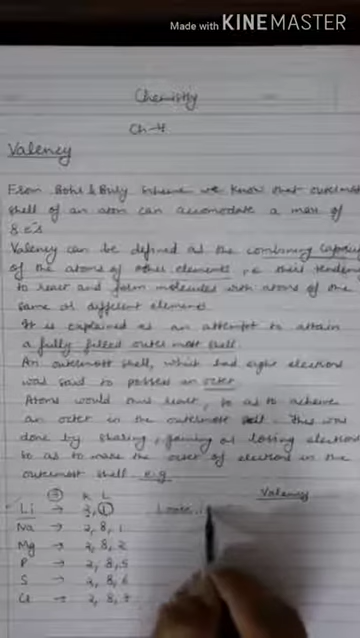 Made with KINEMASTER
Chemistry
Ch-4
Valency
From Bohr & Bury scheme we know that outermost
shell of an atom can accomodate a max of
8 e⁻s
Valency can be defined as the combining capacity
of the atoms of other elements i.e their tendency
to react and form molecules with atoms of the
same or different elements.
It is explained as an attempt to attain
a fully filled outermost shell.
An outermost shell, which had eight electrons
was said to possess an octet
Atoms would thus react, so as to achieve
an octet in the outermost shell. This was
done by sharing, gaining or losing electrons
so as to make the octet of electrons in the
outermost shell e.g
③ K L Valency
Li → 2, 1 Loose
Na → 2, 8, 1
Mg → 2, 8, 2
P → 2, 8, 5
S → 2, 8, 6
Cl → 2, 8, 7